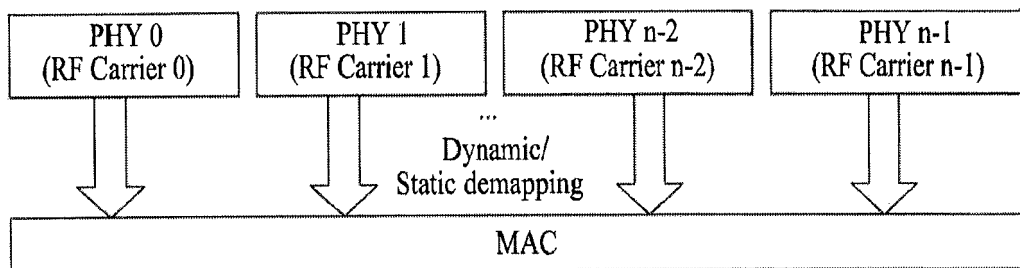 PHY 0
(RF Carrier 0)
PHY 1
(RF Carrier 1)
PHY n-2
(RF Carrier n-2)
PHY n-1
(RF Carrier n-1)
...
Dynamic/
Static demapping
MAC